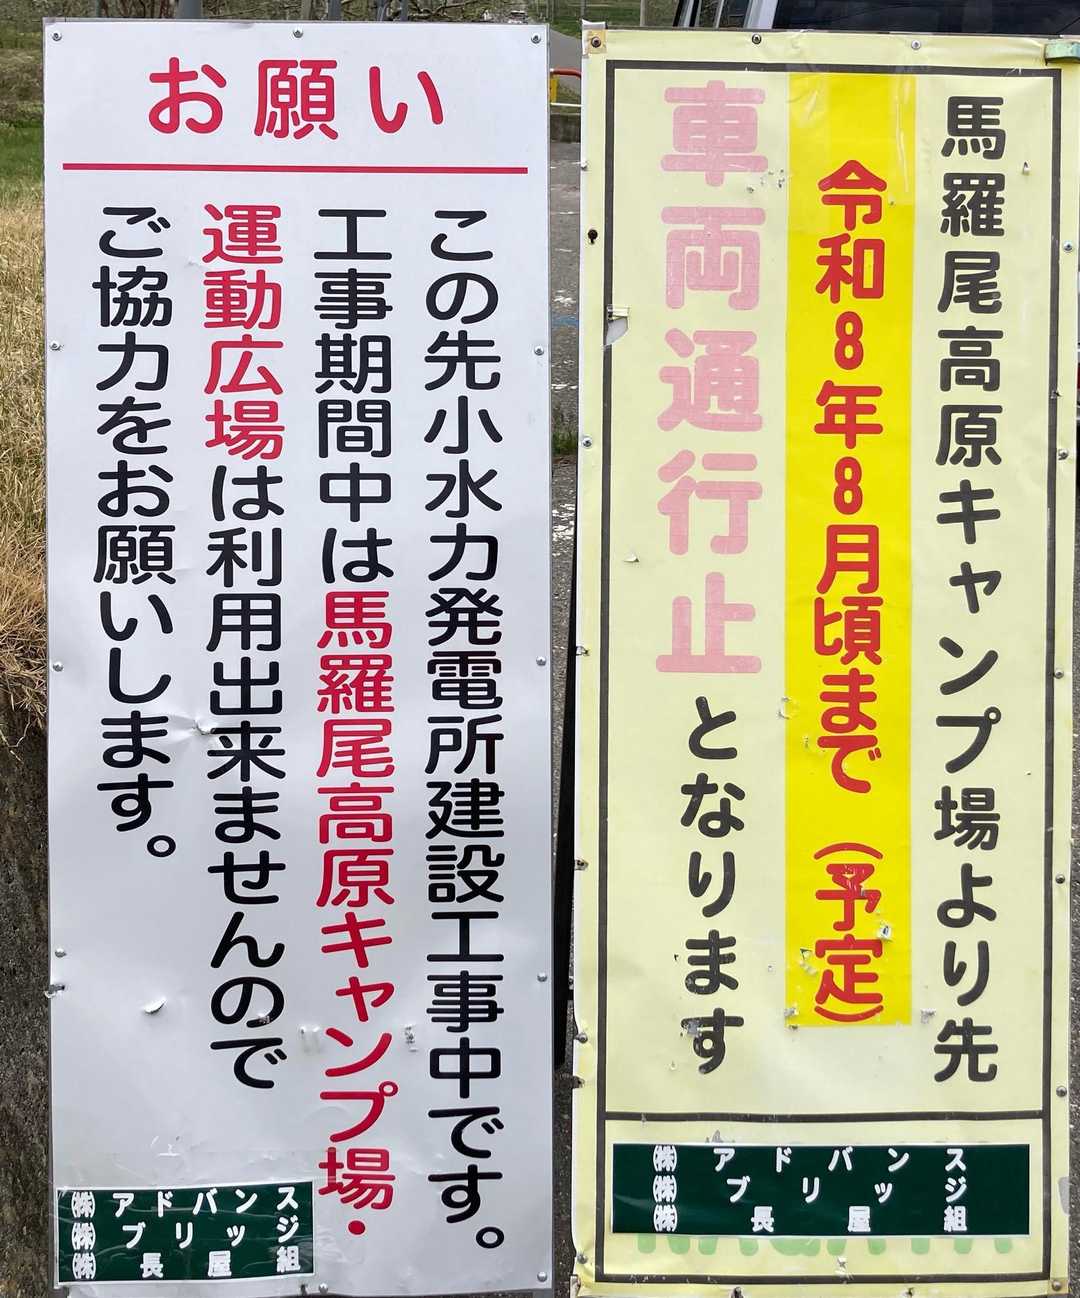 お願い
この先小水力発電所建設工事中です。
工事期間中は馬羅尾高原キャンプ場・
運動広場は利用出来ませんので
ご協力をお願いします。
㈱アドバンス
㈱ブリッジ
㈱長屋組
馬羅尾高原キャンプ場より先
令和8年8月頃まで(予定)
車両通行止となります
㈱アドバンス
㈱ブリッジ
㈱長屋組